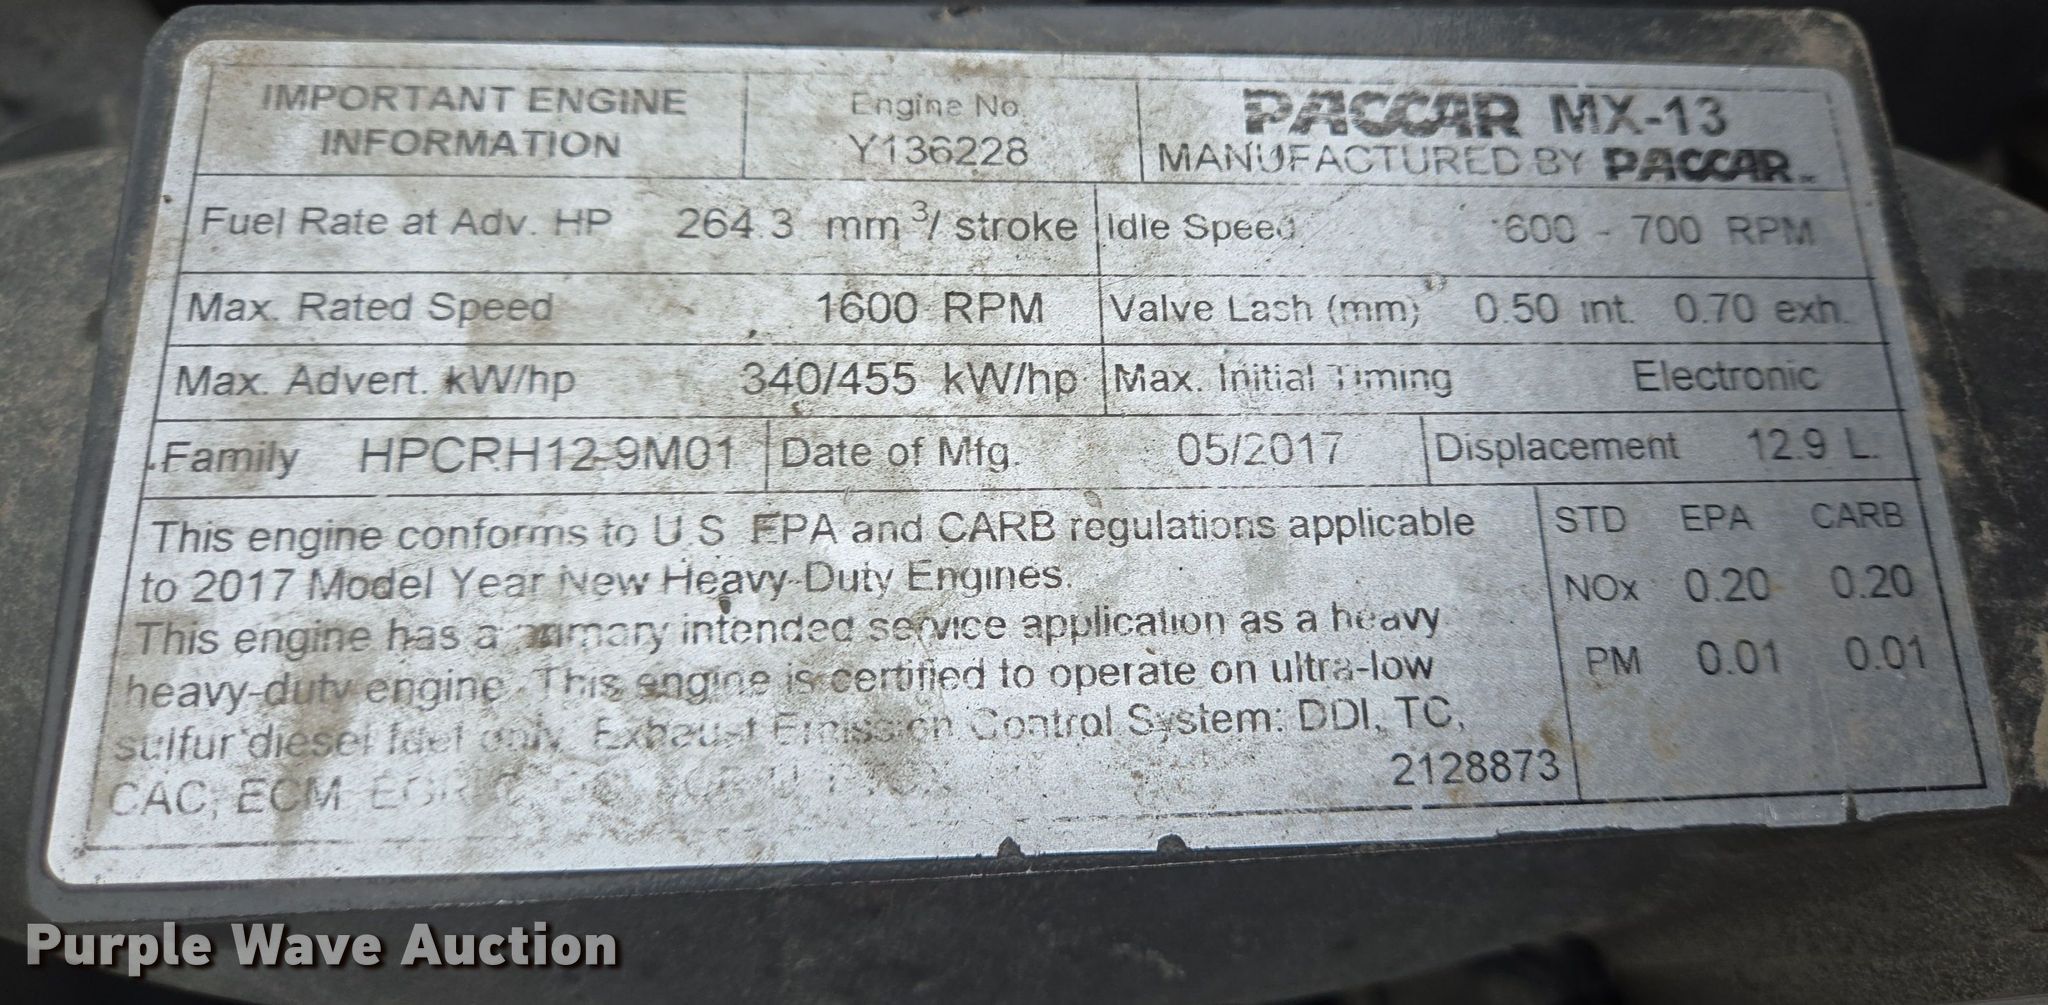 IMPORTANT ENGINE
INFORMATION
Engine No.
Y136228
PACCAR MX-13
MANUFACTURED BY PACCAR
Fuel Rate at Adv. HP 264.3 mm³/ stroke
Idle Speed 600 - 700 RPM
Max. Rated Speed 1600 RPM
Valve Lash (mm) 0.50 int. 0.70 exh.
Max. Advert. kW/hp 340/455 kW/hp
Max. Initial Timing Electronic
Family HPCRH12.9M01
Date of Mfg. 05/2017
Displacement 12.9 L.
This engine conforms to U.S. EPA and CARB regulations applicable
to 2017 Model Year New Heavy-Duty Engines.
This engine has a primary intended service application as a heavy
heavy-duty engine. This engine is certified to operate on ultra-low
sulfur diesel fuel only. Exhaust Emission Control System: DDI, TC,
CAC, ECM, EGR,
2128873
STD EPA CARB
NOx 0.20 0.20
PM 0.01 0.01
Purple Wave Auction